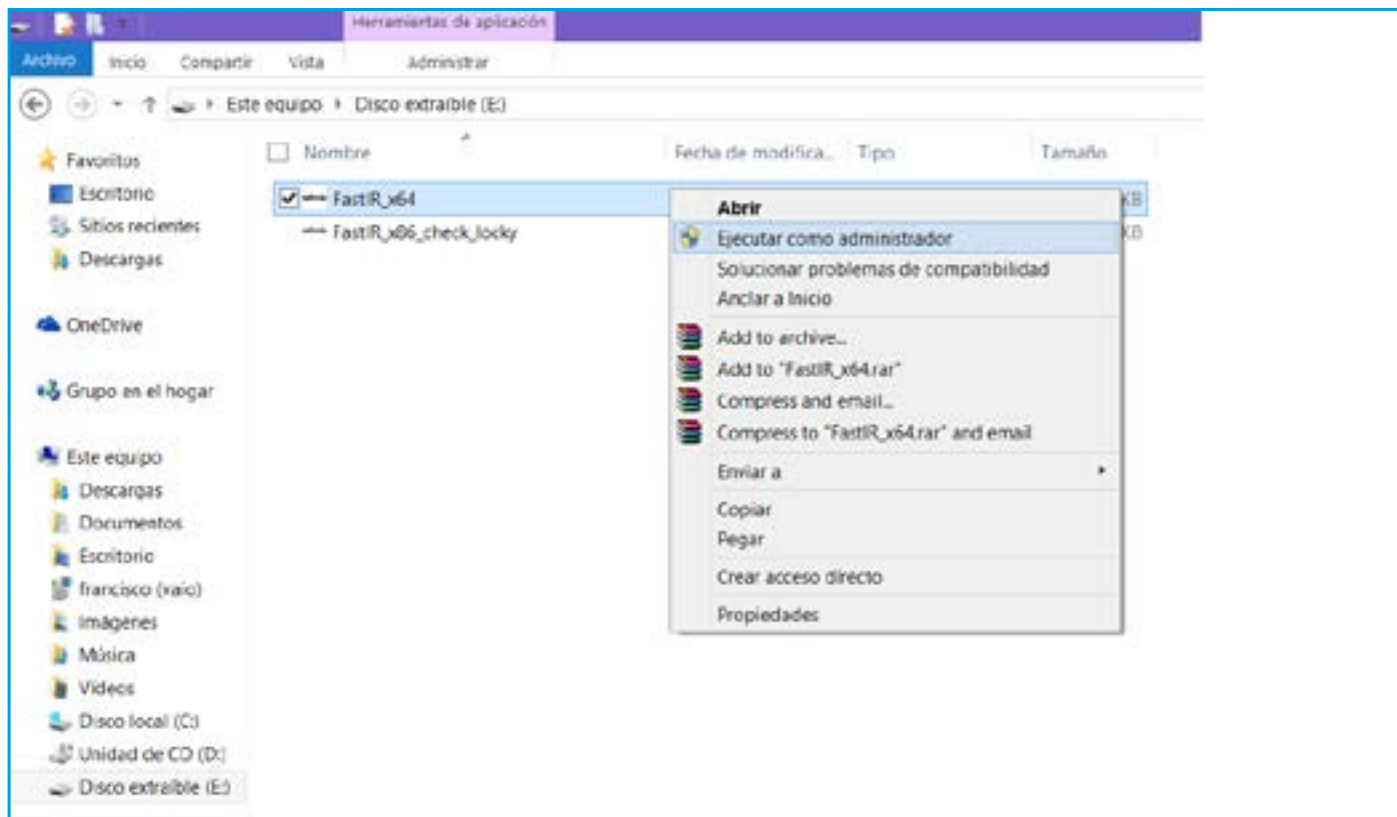 Herramientas de aplicación
Archivo Inicio Compartir Vista Administrar
Este equipo Disco extraíble (E:)
Nombre Fecha de modifica... Tipo Tamaño
FastIR_x64 KB
FastIR_x86_check_locky KB
Favoritos
Escritorio
Sitios recientes
Descargas
OneDrive
Grupo en el hogar
Este equipo
Descargas
Documentos
Escritorio
francisco (vaio)
Imágenes
Música
Vídeos
Disco local (C:)
Unidad de CD (D:)
Disco extraíble (E:)
Abrir
Ejecutar como administrador
Solucionar problemas de compatibilidad
Anclar a Inicio
Add to archive...
Add to "FastIR_x64.rar"
Compress and email...
Compress to "FastIR_x64.rar" and email
Enviar a
Copiar
Pegar
Crear acceso directo
Propiedades